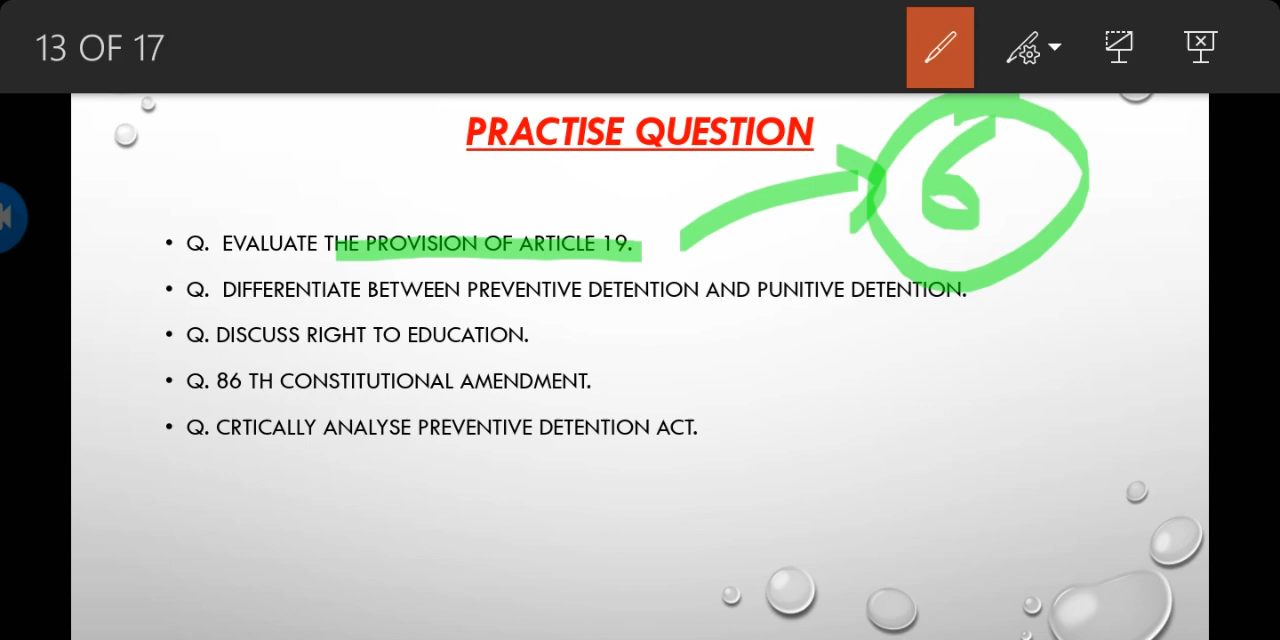 13 OF 17
PRACTISE QUESTION
6
• Q. EVALUATE THE PROVISION OF ARTICLE 19.
• Q. DIFFERENTIATE BETWEEN PREVENTIVE DETENTION AND PUNITIVE DETENTION.
• Q. DISCUSS RIGHT TO EDUCATION.
• Q. 86 TH CONSTITUTIONAL AMENDMENT.
• Q. CRTICALLY ANALYSE PREVENTIVE DETENTION ACT.